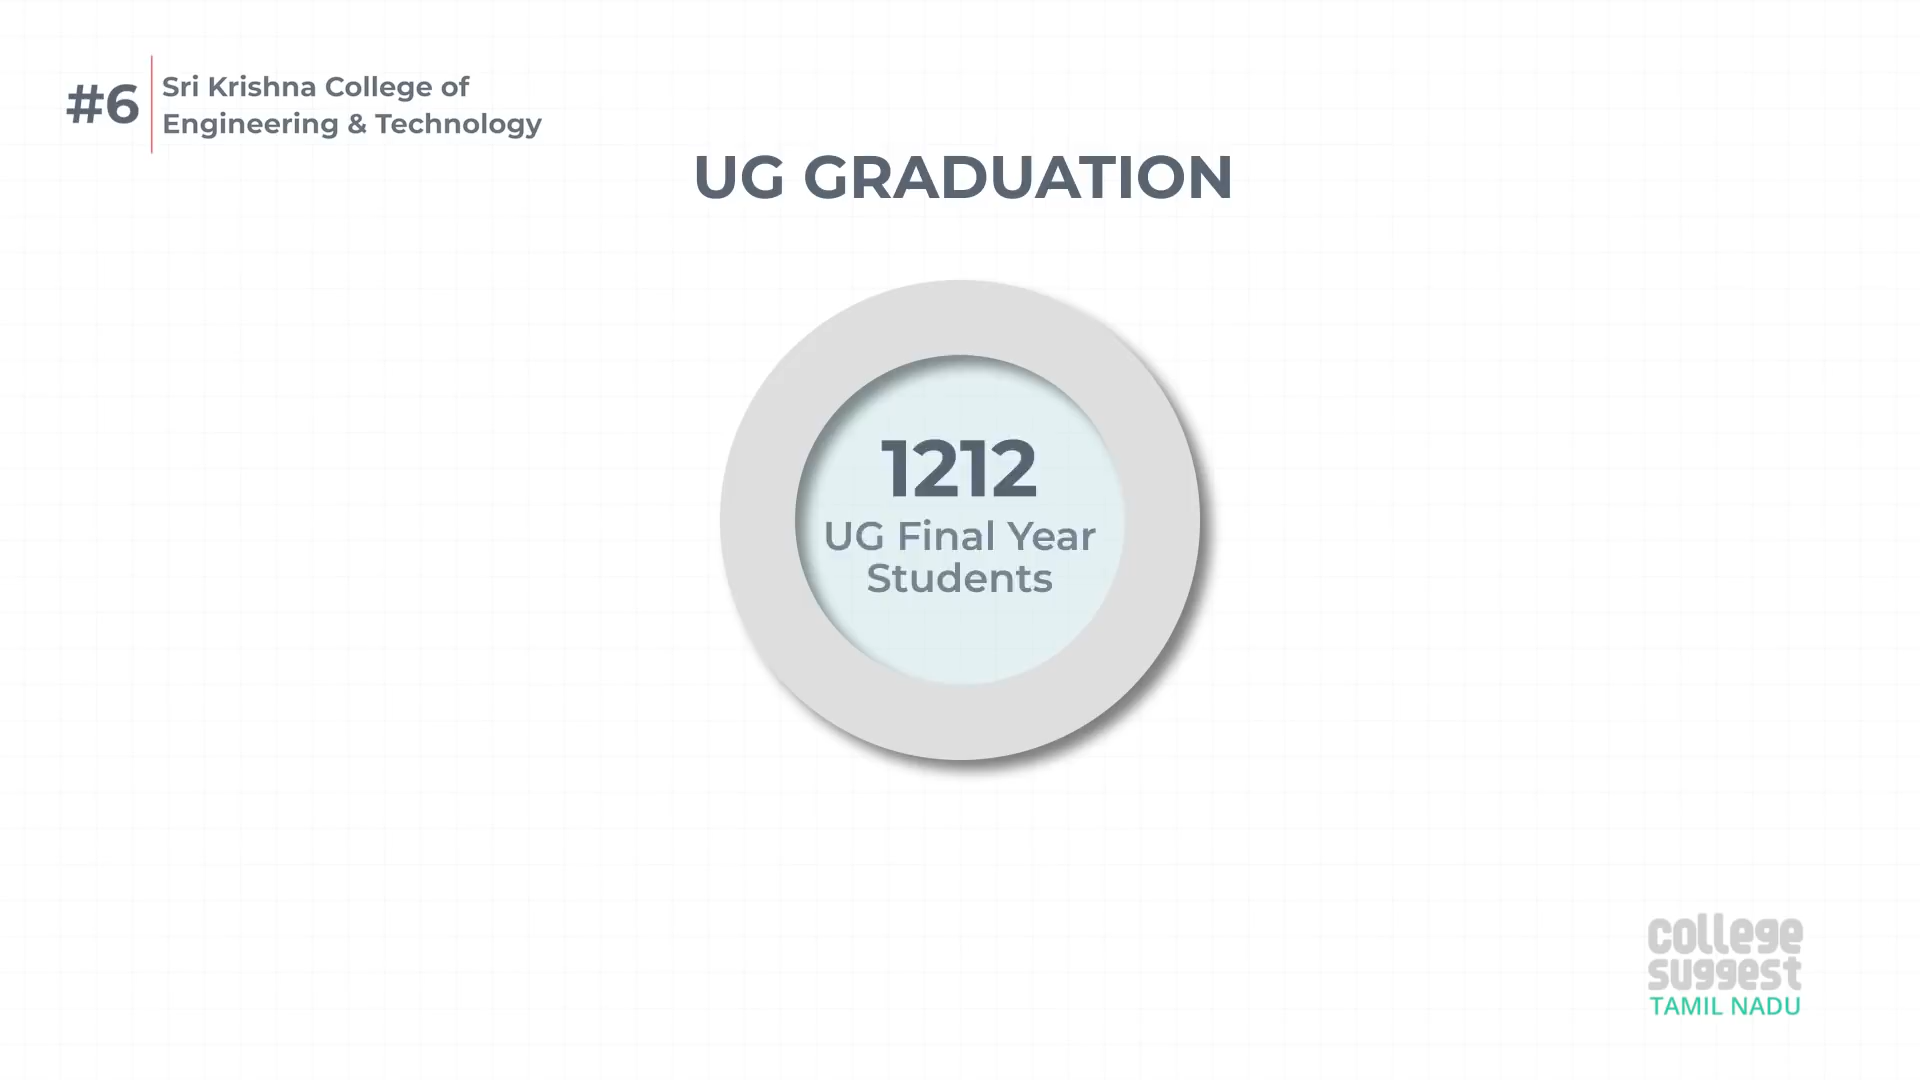 #6
Sri Krishna College of
Engineering & Technology
UG GRADUATION
1212
UG Final Year
Students
college
suggest
TAMIL NADU